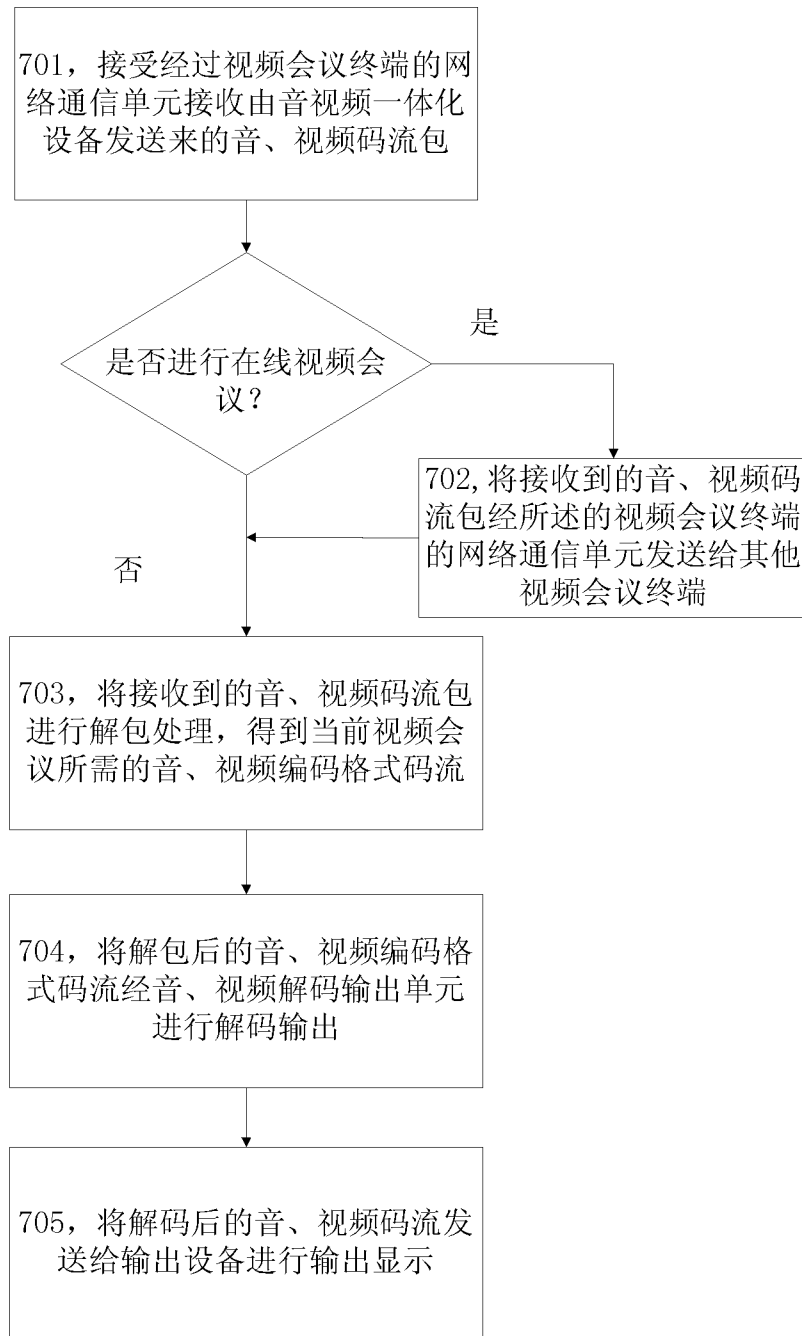 701，接受经过视频会议终端的网
络通信单元接收由音视频一体化
设备发送来的音、视频码流包
是
是否进行在线视频会
议？
702,将接收到的音、视频码
流包经所述的视频会议终端
的网络通信单元发送给其他
视频会议终端
否
703，将接收到的音、视频码流包
进行解包处理，得到当前视频会
议所需的音、视频编码格式码流
704，将解包后的音、视频编码格
式码流经音、视频解码输出单元
进行解码输出
705，将解码后的音、视频码流发
送给输出设备进行输出显示